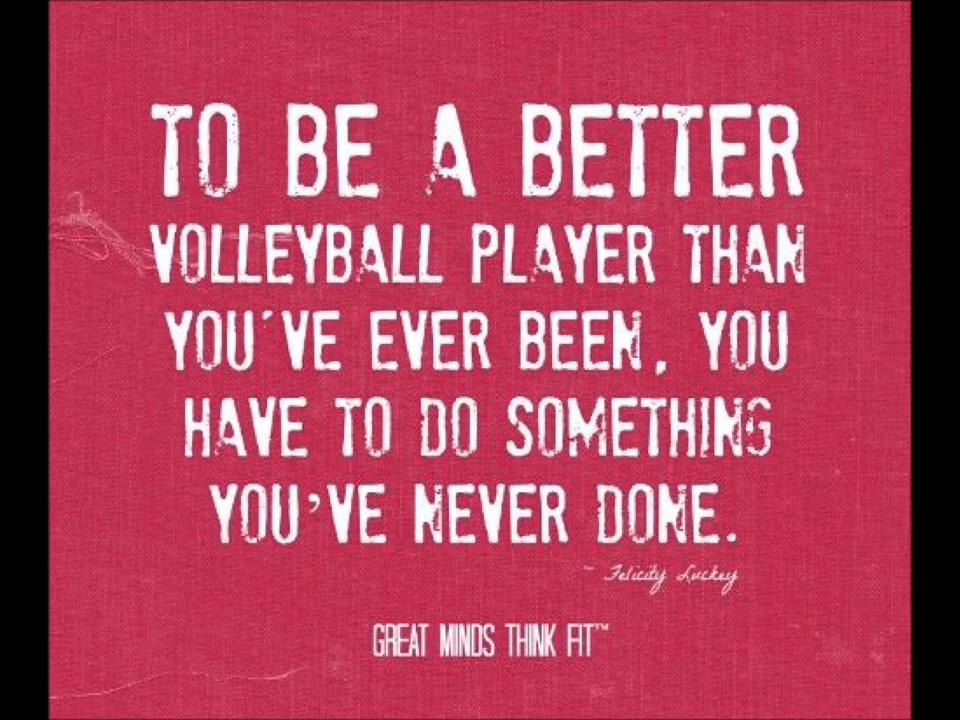 TO BE A BETTER
VOLLEYBALL PLAYER THAN
YOU´VE EVER BEEN, YOU
HAVE TO DO SOMETHING
YOU’VE NEVER DONE.
~ Felicity Luckey
GREAT MINDS THINK FIT™